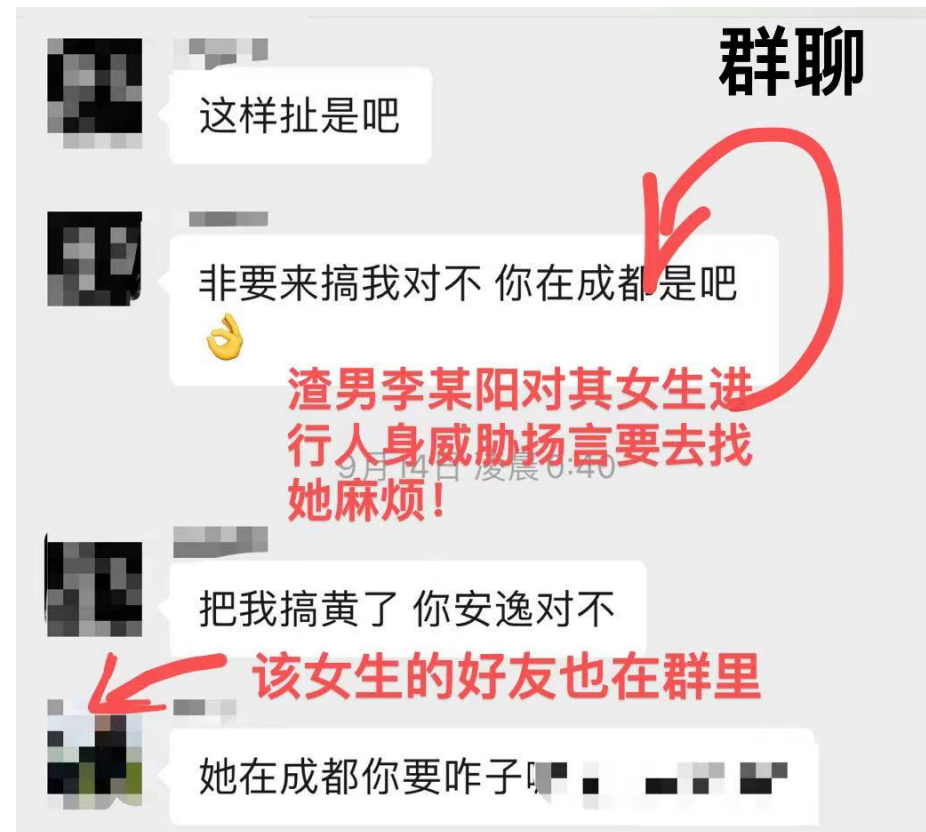 群聊
这样扯是吧
非要来搞我对不 你在成都是吧
👌
渣男李某阳对其女生进
行人身威胁扬言要去找
她麻烦!
9月14日 凌晨0:40
把我搞黄了 你安逸对不
该女生的好友也在群里
她在成都你要咋子